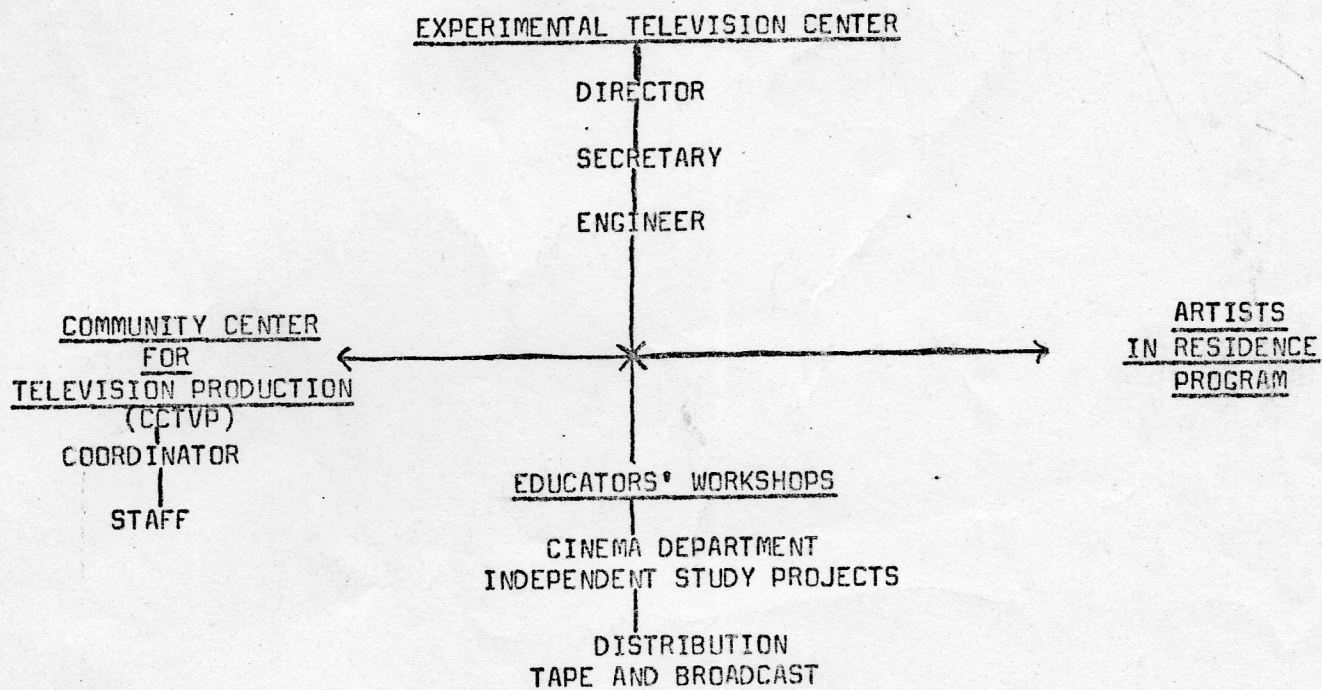 EXPERIMENTAL TELEVISION CENTER
DIRECTOR
SECRETARY
ENGINEER
COMMUNITY CENTER
FOR
TELEVISION PRODUCTION
(CCTVP)
COORDINATOR
STAFF
ARTISTS
IN RESIDENCE
PROGRAM
EDUCATORS' WORKSHOPS
CINEMA DEPARTMENT
INDEPENDENT STUDY PROJECTS
DISTRIBUTION
TAPE AND BROADCAST